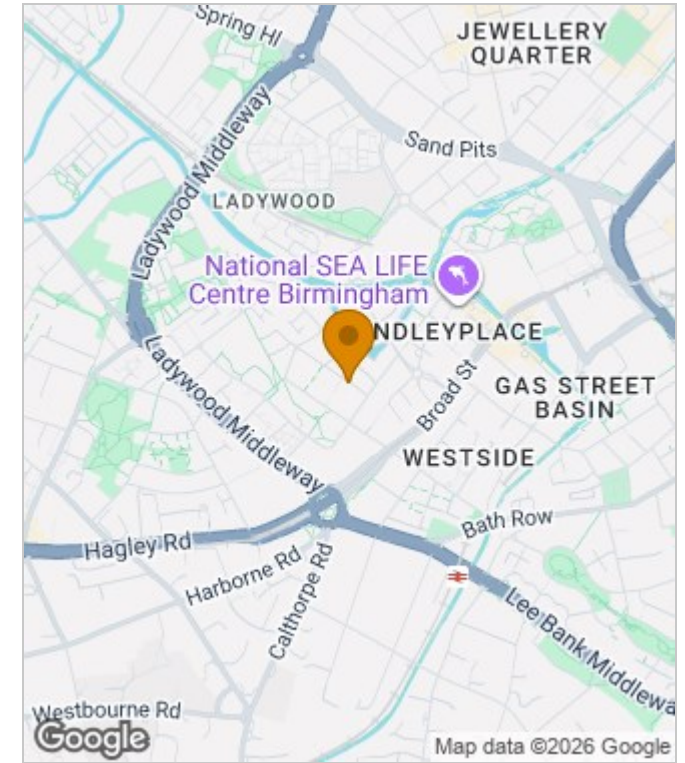 Spring Hl
JEWELLERY
QUARTER
Ladywood Middleway
Sand Pits
LADYWOOD
National SEA LIFE
Centre Birmingham
NDLEYPLACE
Broad St
GAS STREET
BASIN
Ladywood Middleway
WESTSIDE
Bath Row
Hagley Rd
Harborne Rd
Calthorpe Rd
Lee Bank Middlewa
Westbourne Rd
Google
Map data ©2026 Google